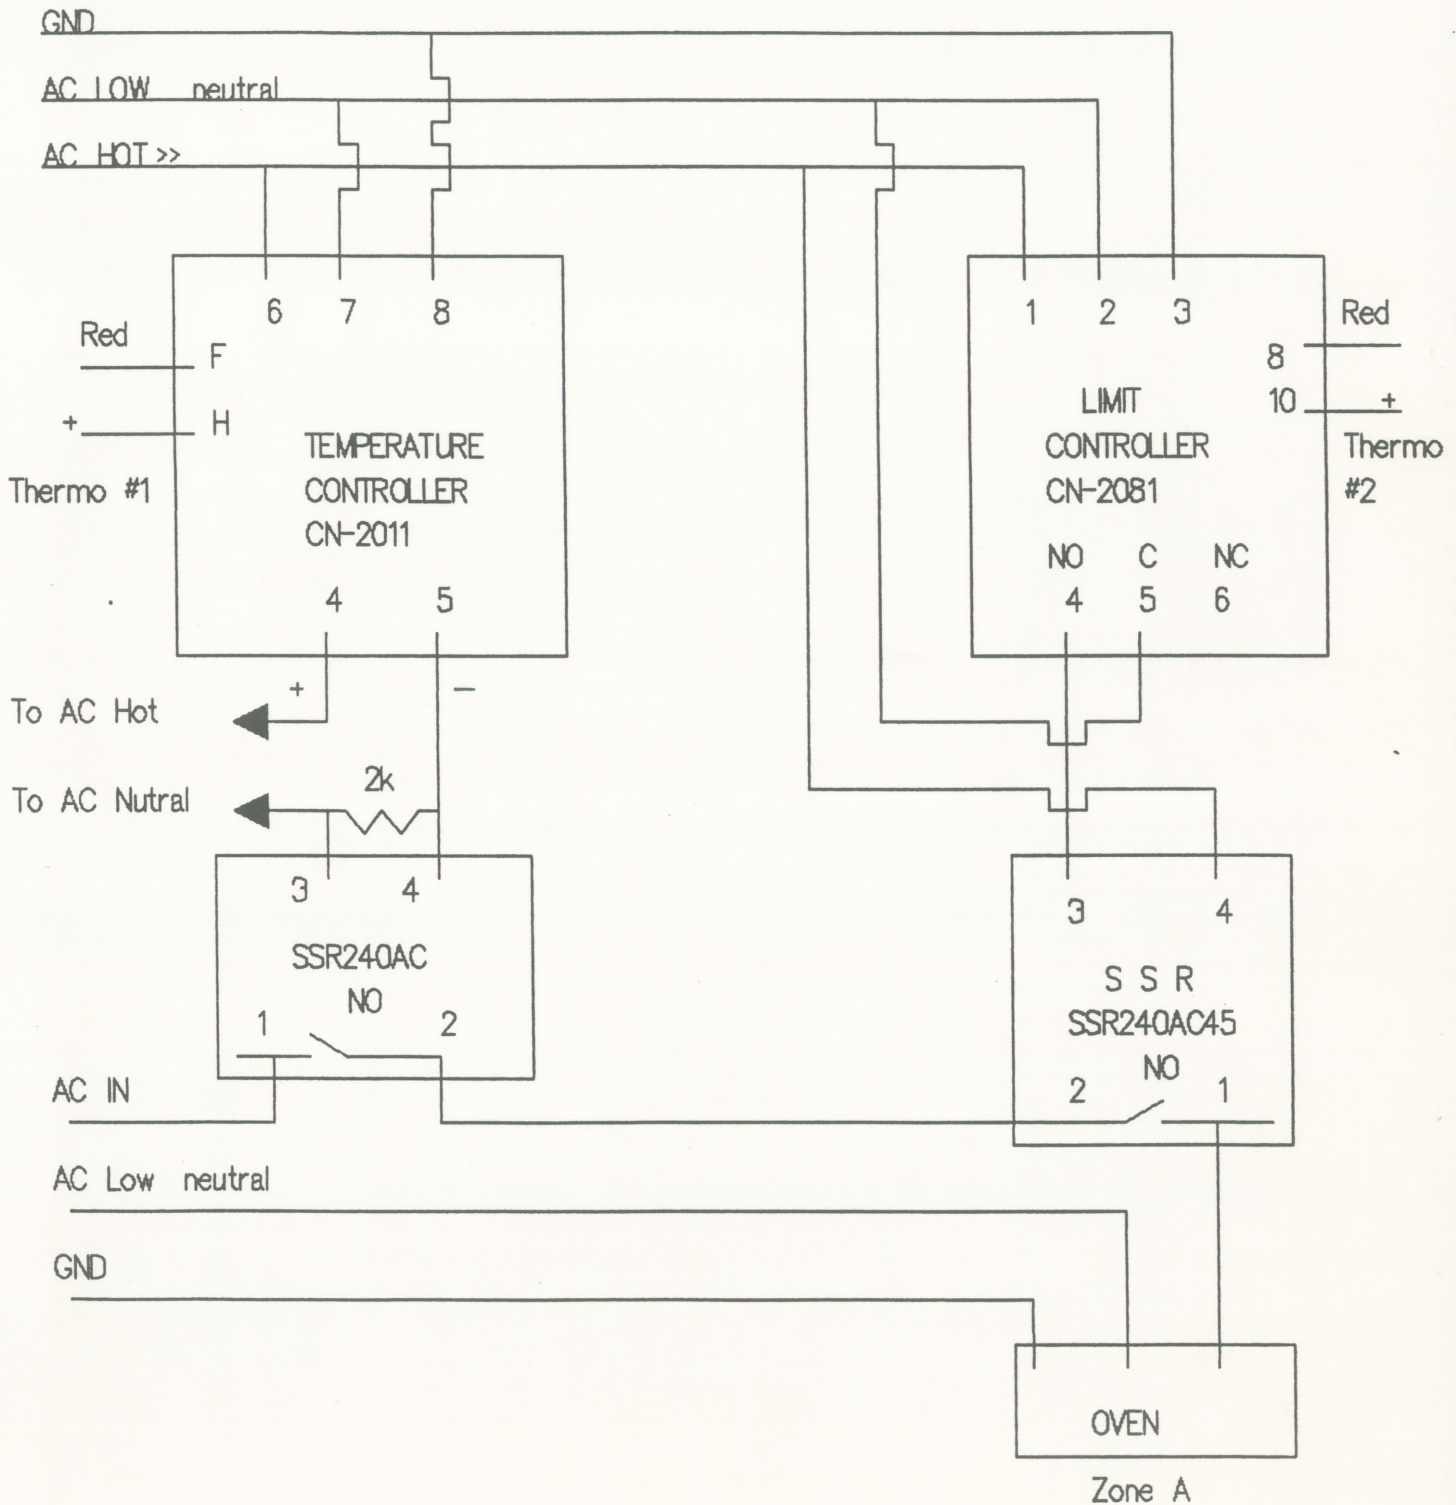 GND
AC LOW neutral
AC HOT >>
6 7 8
1 2 3
Red
F
+
H
Thermo #1
TEMPERATURE
CONTROLLER
CN-2011
4 5
Red
8
10
+
Thermo
#2
LIMIT
CONTROLLER
CN-2081
NO C NC
4 5 6
+ −
To AC Hot
2k
To AC Nutral
3 4
SSR240AC
NO
1 2
3 4
S S R
SSR240AC45
NO
2 1
AC IN
AC Low neutral
GND
OVEN
Zone A